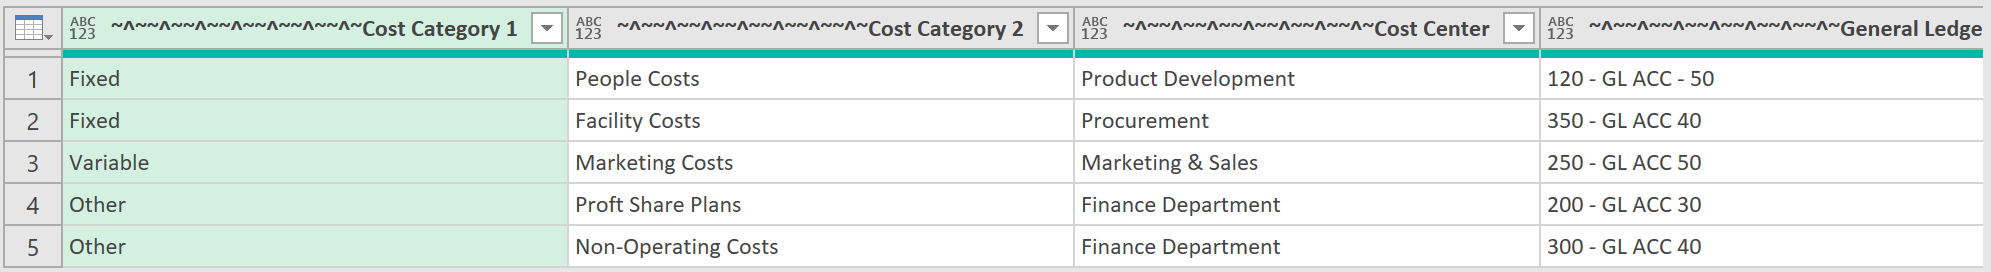 ABC 123 ~^~~^~~^~~^~~^~~^~Cost Category 1 ABC 123 ~^~~^~~^~~^~~^~~^~Cost Category 2 ABC 123 ~^~~^~~^~~^~~^~~^~Cost Center ABC 123 ~^~~^~~^~~^~~^~~^~General Ledge
1 Fixed People Costs Product Development 120 - GL ACC - 50
2 Fixed Facility Costs Procurement 350 - GL ACC 40
3 Variable Marketing Costs Marketing & Sales 250 - GL ACC 50
4 Other Proft Share Plans Finance Department 200 - GL ACC 30
5 Other Non-Operating Costs Finance Department 300 - GL ACC 40